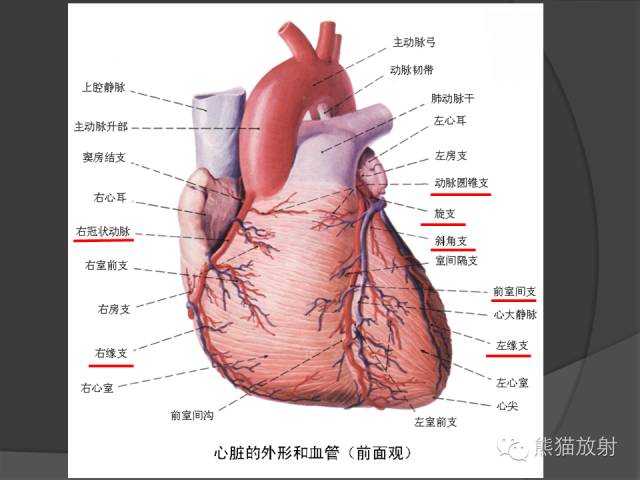 主动脉弓
动脉韧带
上腔静脉
肺动脉干
主动脉升部
左心耳
窦房结支
左房支
动脉圆锥支
右心耳
旋支
右冠状动脉
斜角支
右室前支
室间隔支
前室间支
右房支
心大静脉
右缘支
左缘支
右心室
左心室
心尖
前室间沟
左室前支
心脏的外形和血管（前面观）
熊猫放射